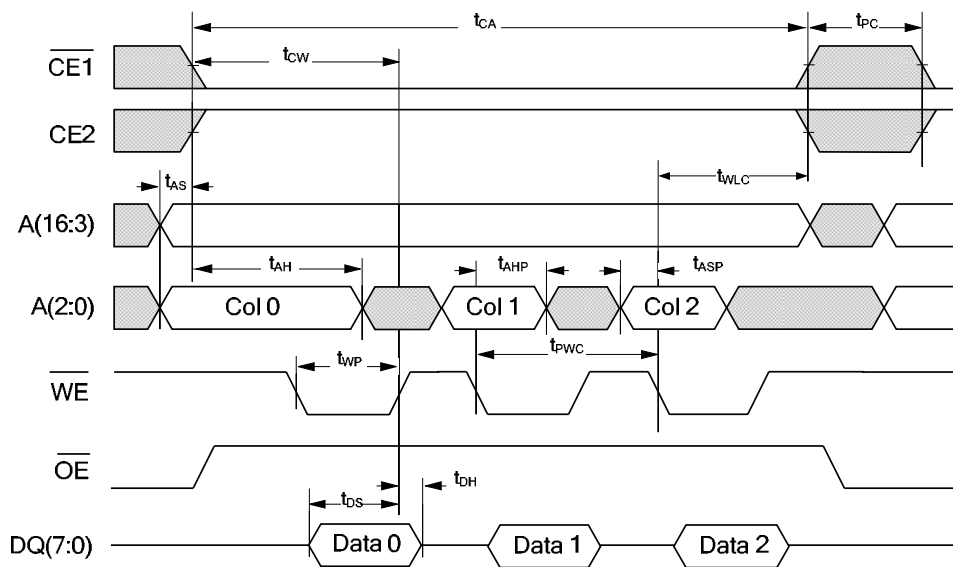 tCA
tPC
tCW
CE1
CE2
tAS
tWLC
A(16:3)
tAH
tAHP
tASP
A(2:0)
Col 0
Col 1
Col 2
tWP
tPWC
WE
OE
tDS
tDH
DQ(7:0)
Data 0
Data 1
Data 2